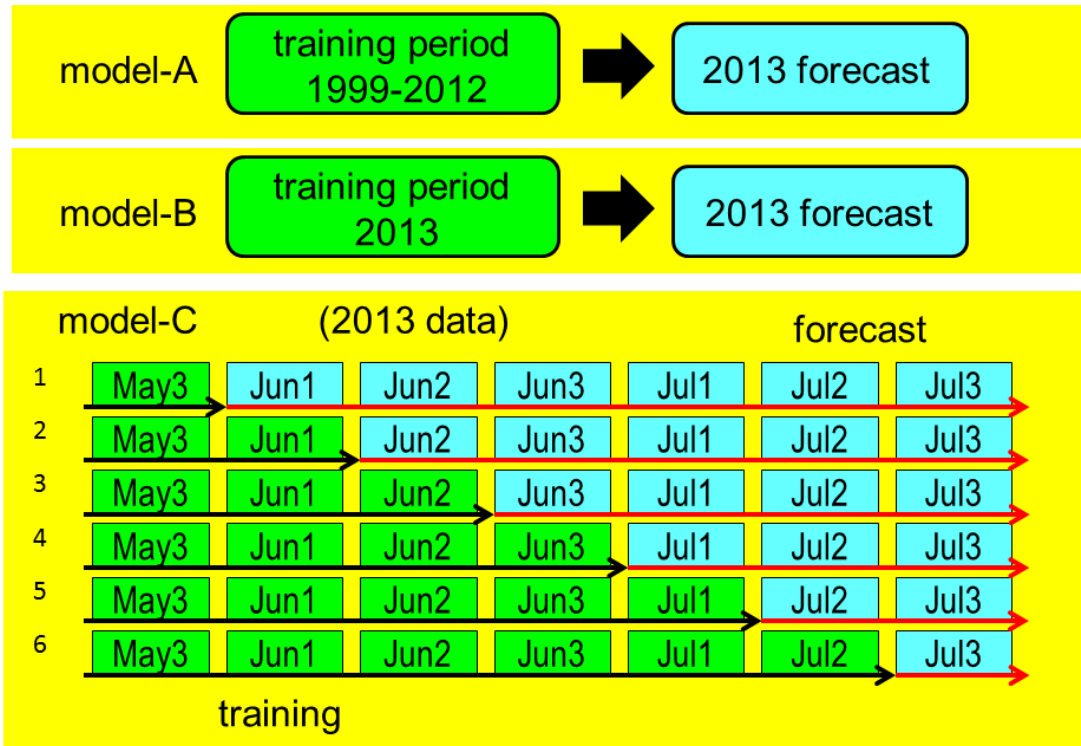 model-A
training period
1999-2012
2013 forecast
model-B
training period
2013
2013 forecast
model-C (2013 data) forecast
1 May3 Jun1 Jun2 Jun3 Jul1 Jul2 Jul3
2 May3 Jun1 Jun2 Jun3 Jul1 Jul2 Jul3
3 May3 Jun1 Jun2 Jun3 Jul1 Jul2 Jul3
4 May3 Jun1 Jun2 Jun3 Jul1 Jul2 Jul3
5 May3 Jun1 Jun2 Jun3 Jul1 Jul2 Jul3
6 May3 Jun1 Jun2 Jun3 Jul1 Jul2 Jul3
training